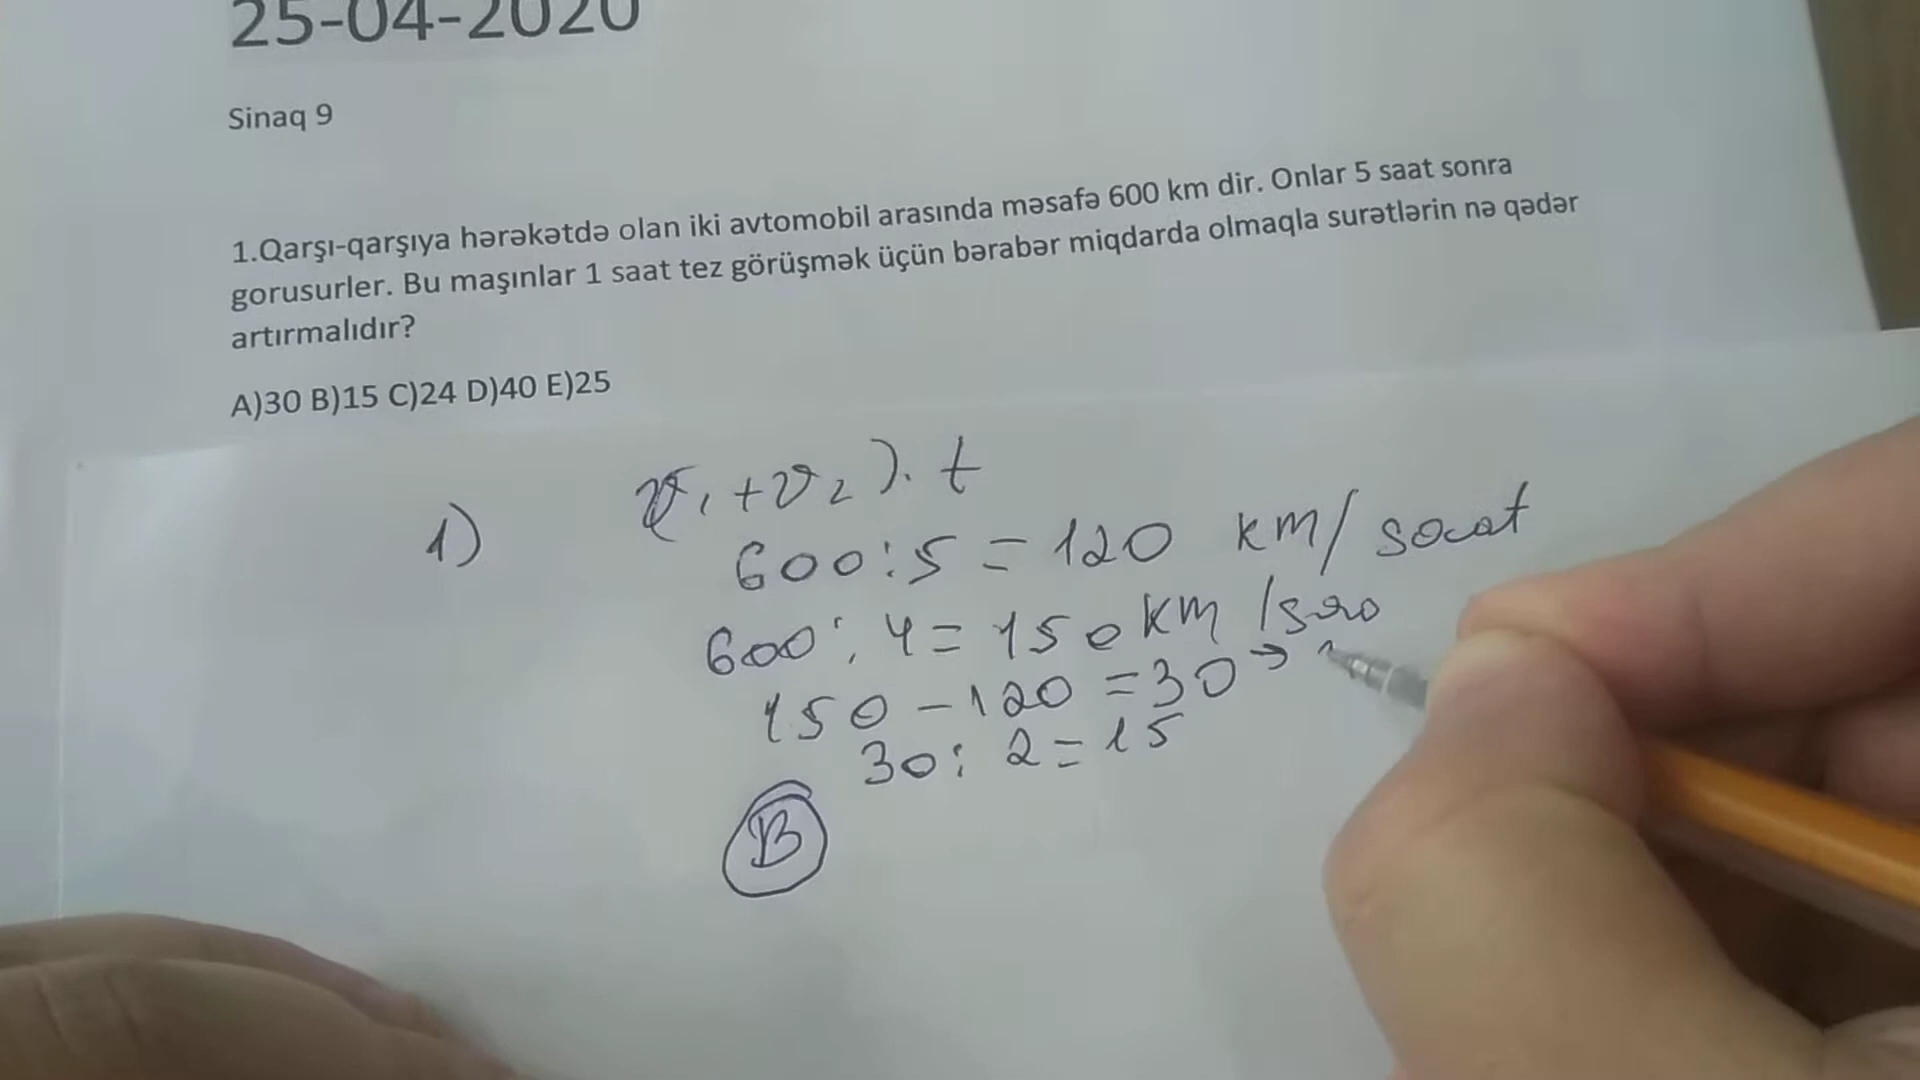 25-04-2020
Sinaq 9
1.Qarşı-qarşıya hərəkətdə olan iki avtomobil arasında məsafə 600 km dir. Onlar 5 saat sonra
gorusurler. Bu maşınlar 1 saat tez görüşmək üçün bərabər miqdarda olmaqla surətlərin nə qədər
artırmalıdır?
A)30 B)15 C)24 D)40 E)25
1) (v₁+v₂). t
600:5 = 120 km/saat
600:4=150km
150-120=30→
30:2=15
B